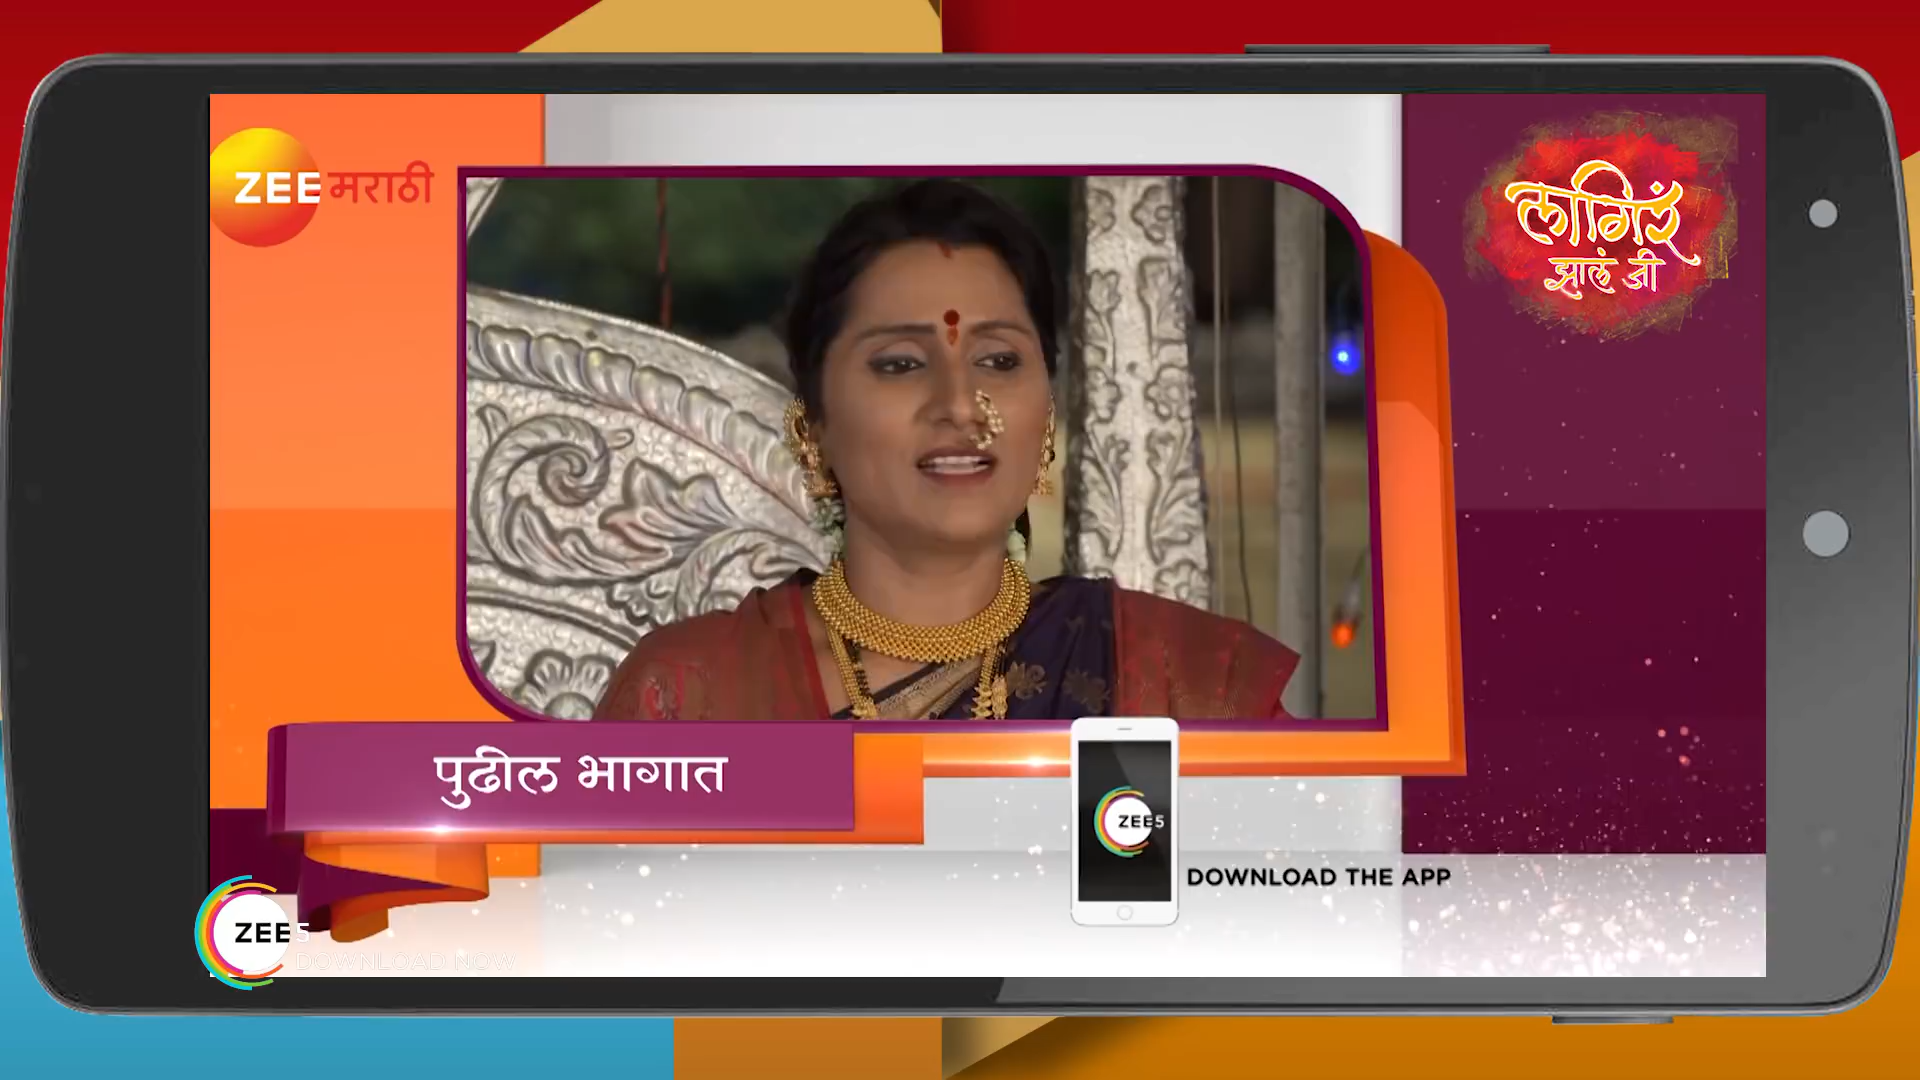 ZEE मराठी
लागिरं
झालं जी
पुढील भागात
ZEE5
DOWNLOAD THE APP
ZEE5
DOWNLOAD NOW